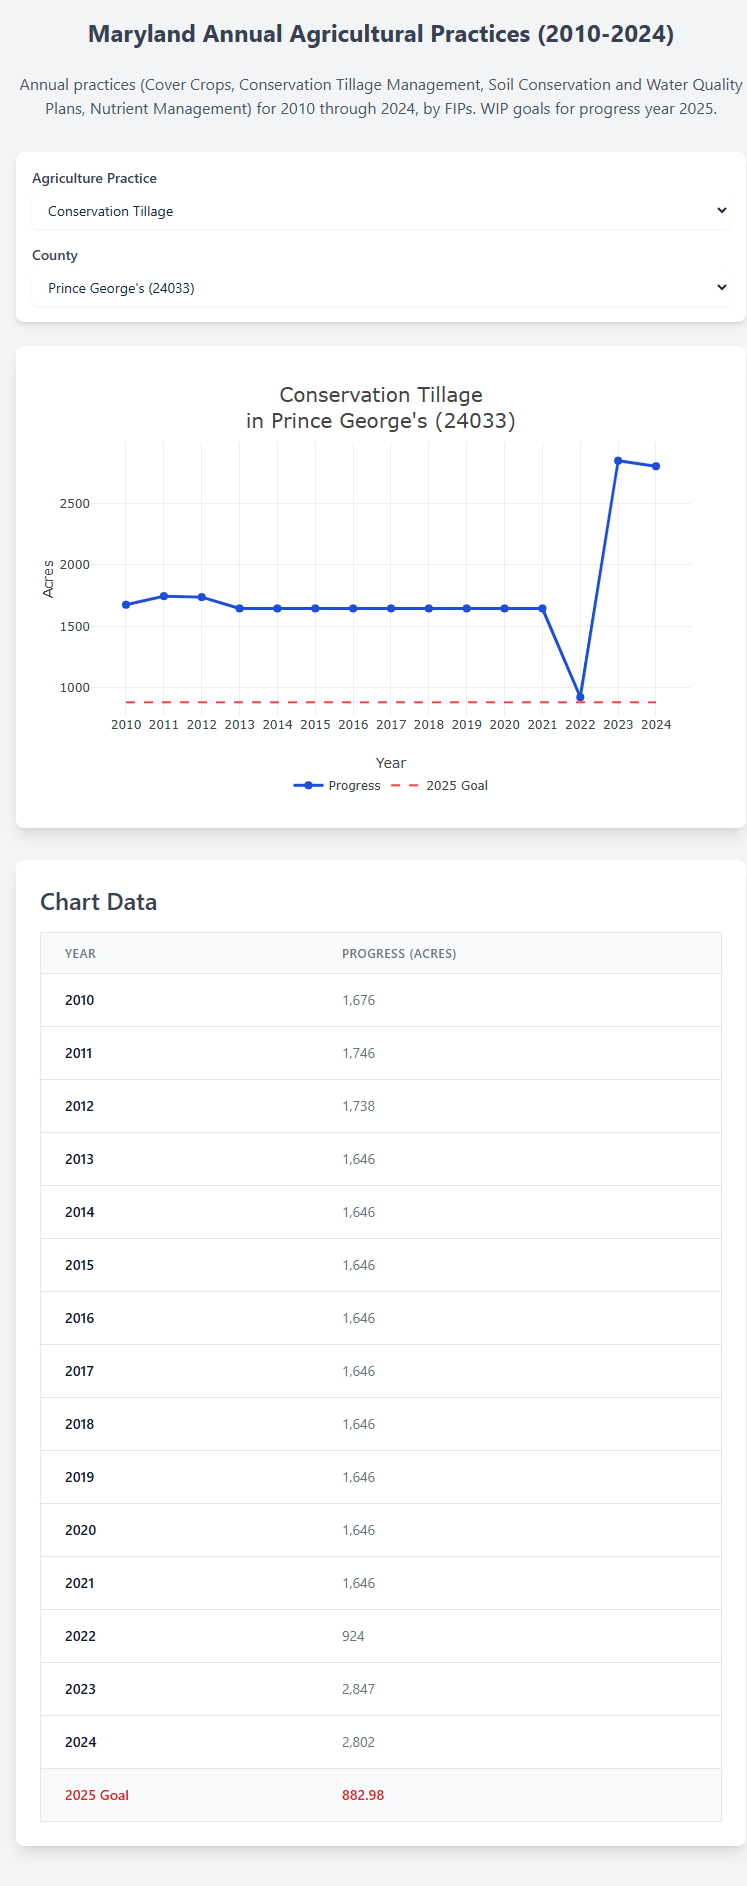 Maryland Annual Agricultural Practices (2010-2024)
Annual practices (Cover Crops, Conservation Tillage Management, Soil Conservation and Water Quality
Plans, Nutrient Management) for 2010 through 2024, by FIPs. WIP goals for progress year 2025.
Agriculture Practice
Conservation Tillage
County
Prince George's (24033)
Conservation Tillage
in Prince George's (24033)
2500
2000
1500
1000
Acres
2010 2011 2012 2013 2014 2015 2016 2017 2018 2019 2020 2021 2022 2023 2024
Year
Progress 2025 Goal
Chart Data
YEAR PROGRESS (ACRES)
2010 1,676
2011 1,746
2012 1,738
2013 1,646
2014 1,646
2015 1,646
2016 1,646
2017 1,646
2018 1,646
2019 1,646
2020 1,646
2021 1,646
2022 924
2023 2,847
2024 2,802
2025 Goal 882.98